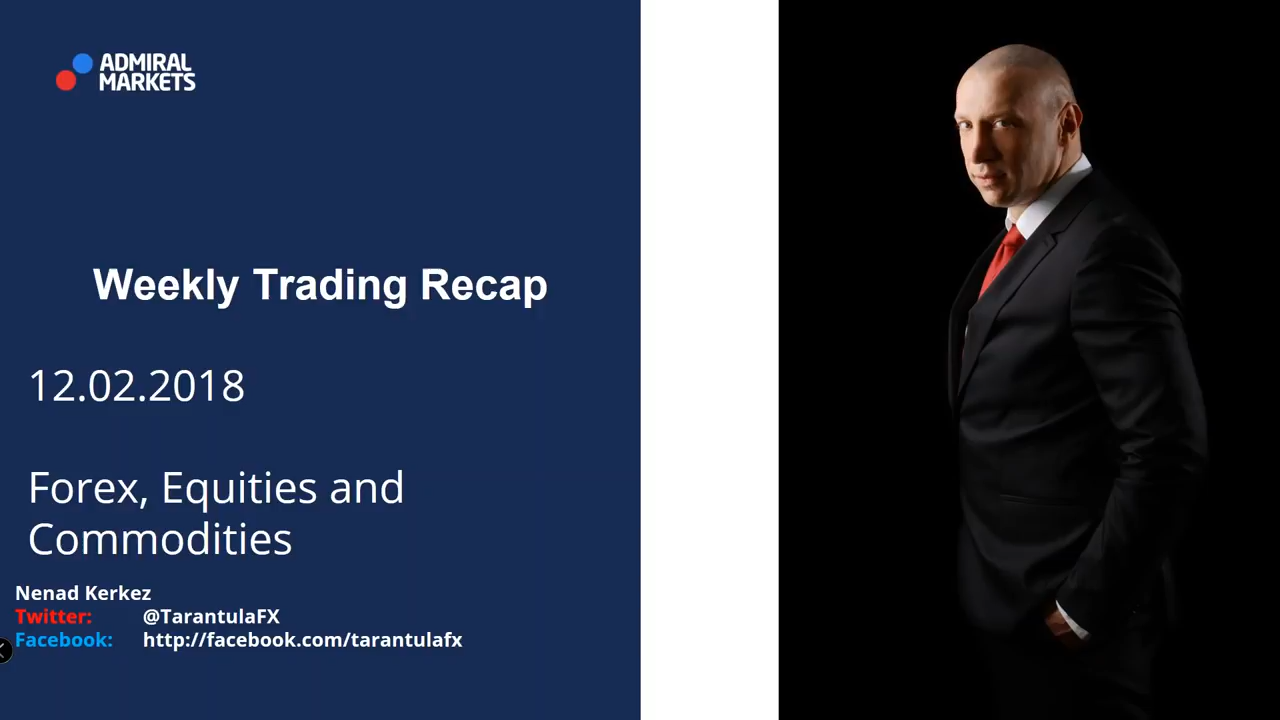 ADMIRAL
MARKETS
Weekly Trading Recap
12.02.2018
Forex, Equities and
Commodities
Nenad Kerkez
Twitter: @TarantulaFX
Facebook: http://facebook.com/tarantulafx